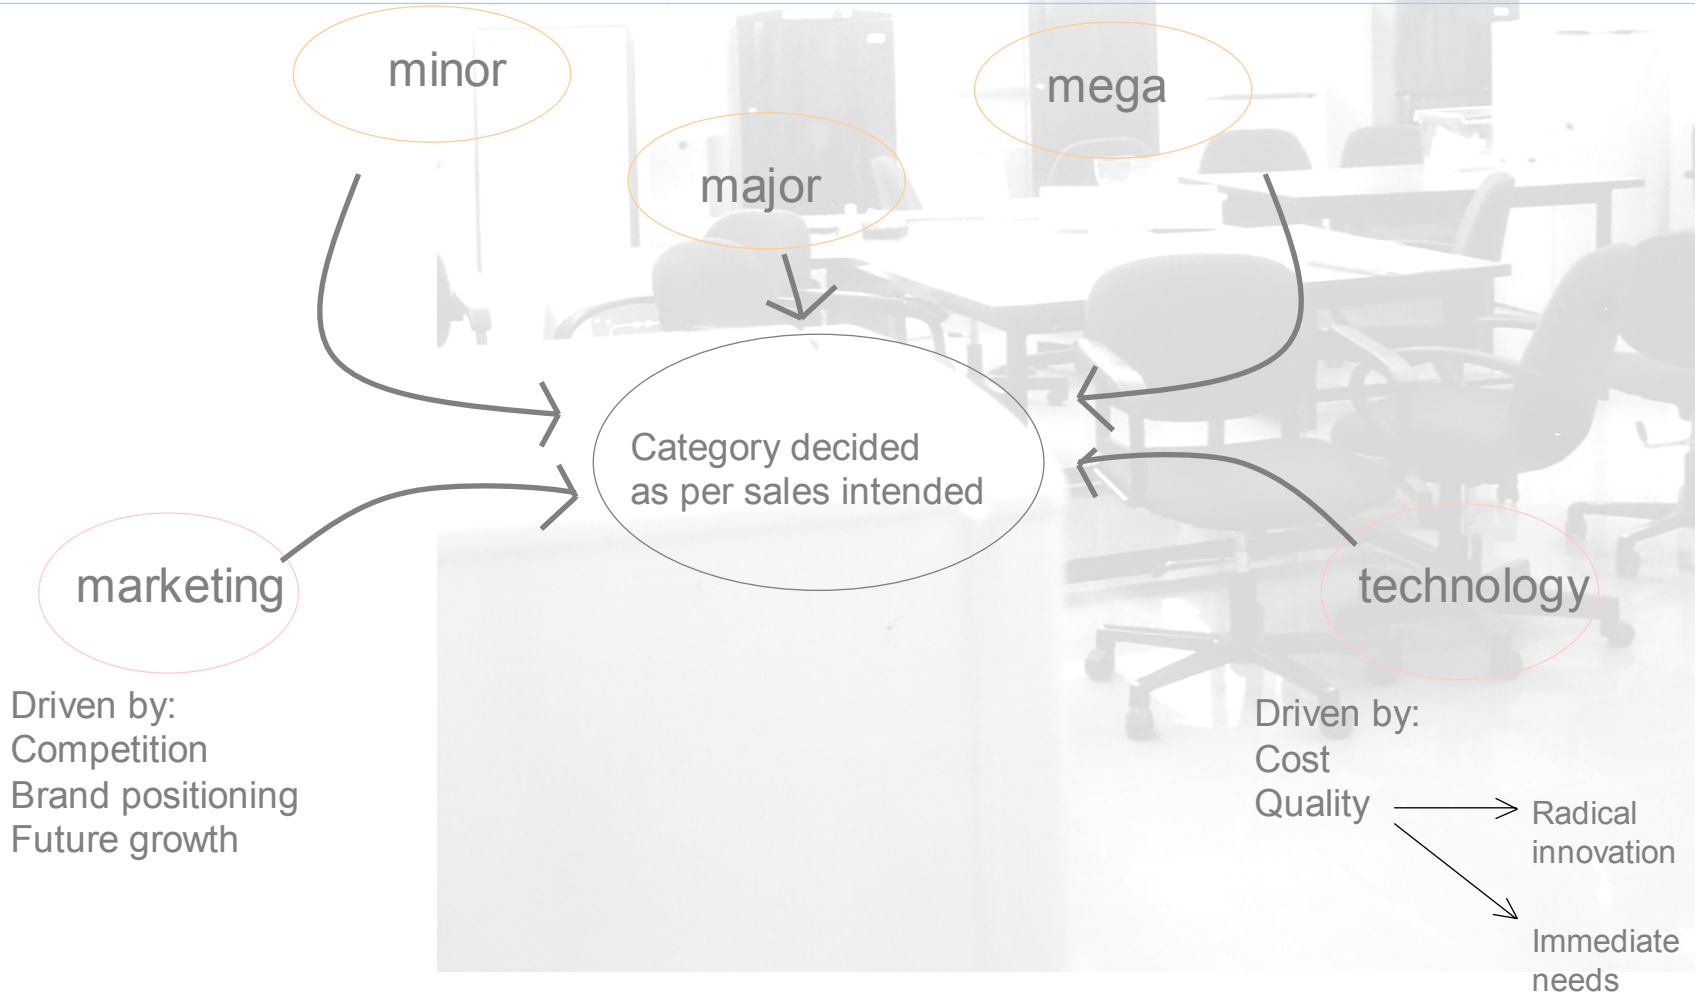 minor
mega
major
Category decided
as per sales intended
marketing
technology
Driven by:
Competition
Brand positioning
Future growth
Driven by:
Cost
Quality
Radical
innovation
Immediate
needs